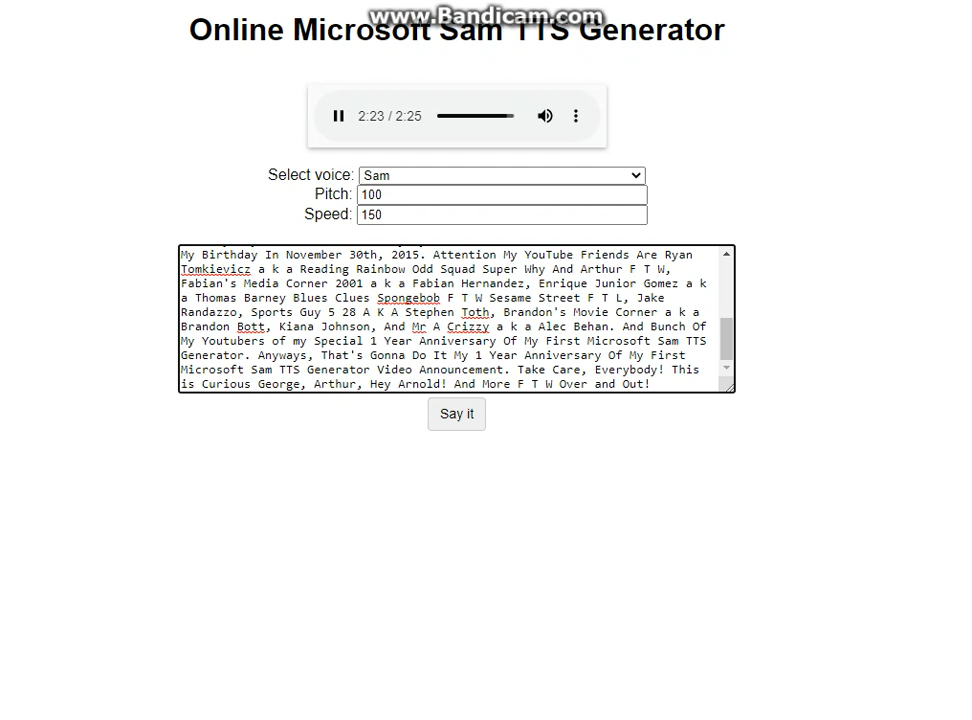 www.Bandicam.com
Online Microsoft Sam TTS Generator
2:23 / 2:25
Select voice: Sam
Pitch: 100
Speed: 150
My Birthday In November 30th, 2015. Attention My YouTube Friends Are Ryan
Tomkievicz a k a Reading Rainbow Odd Squad Super Why And Arthur F T W,
Fabian's Media Corner 2001 a k a Fabian Hernandez, Enrique Junior Gomez a k
a Thomas Barney Blues Clues Spongebob F T W Sesame Street F T L, Jake
Randazzo, Sports Guy 5 28 A K A Stephen Toth, Brandon's Movie Corner a k a
Brandon Bott, Kiana Johnson, And Mr A Crizzy a k a Alec Behan. And Bunch Of
My Youtubers of my Special 1 Year Anniversary Of My First Microsoft Sam TTS
Generator. Anyways, That's Gonna Do It My 1 Year Anniversary Of My First
Microsoft Sam TTS Generator Video Announcement. Take Care, Everybody! This
is Curious George, Arthur, Hey Arnold! And More F T W Over and Out!
Say it